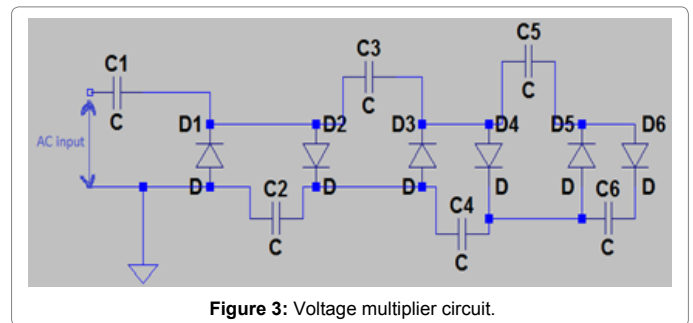 C5
C3
C1
C
C
C
D1
D2
D3
D4
D5
D6
AC input
D
C2
D
D
C4
D
D
C6
D
C
C
C
Figure 3: Voltage multiplier circuit.